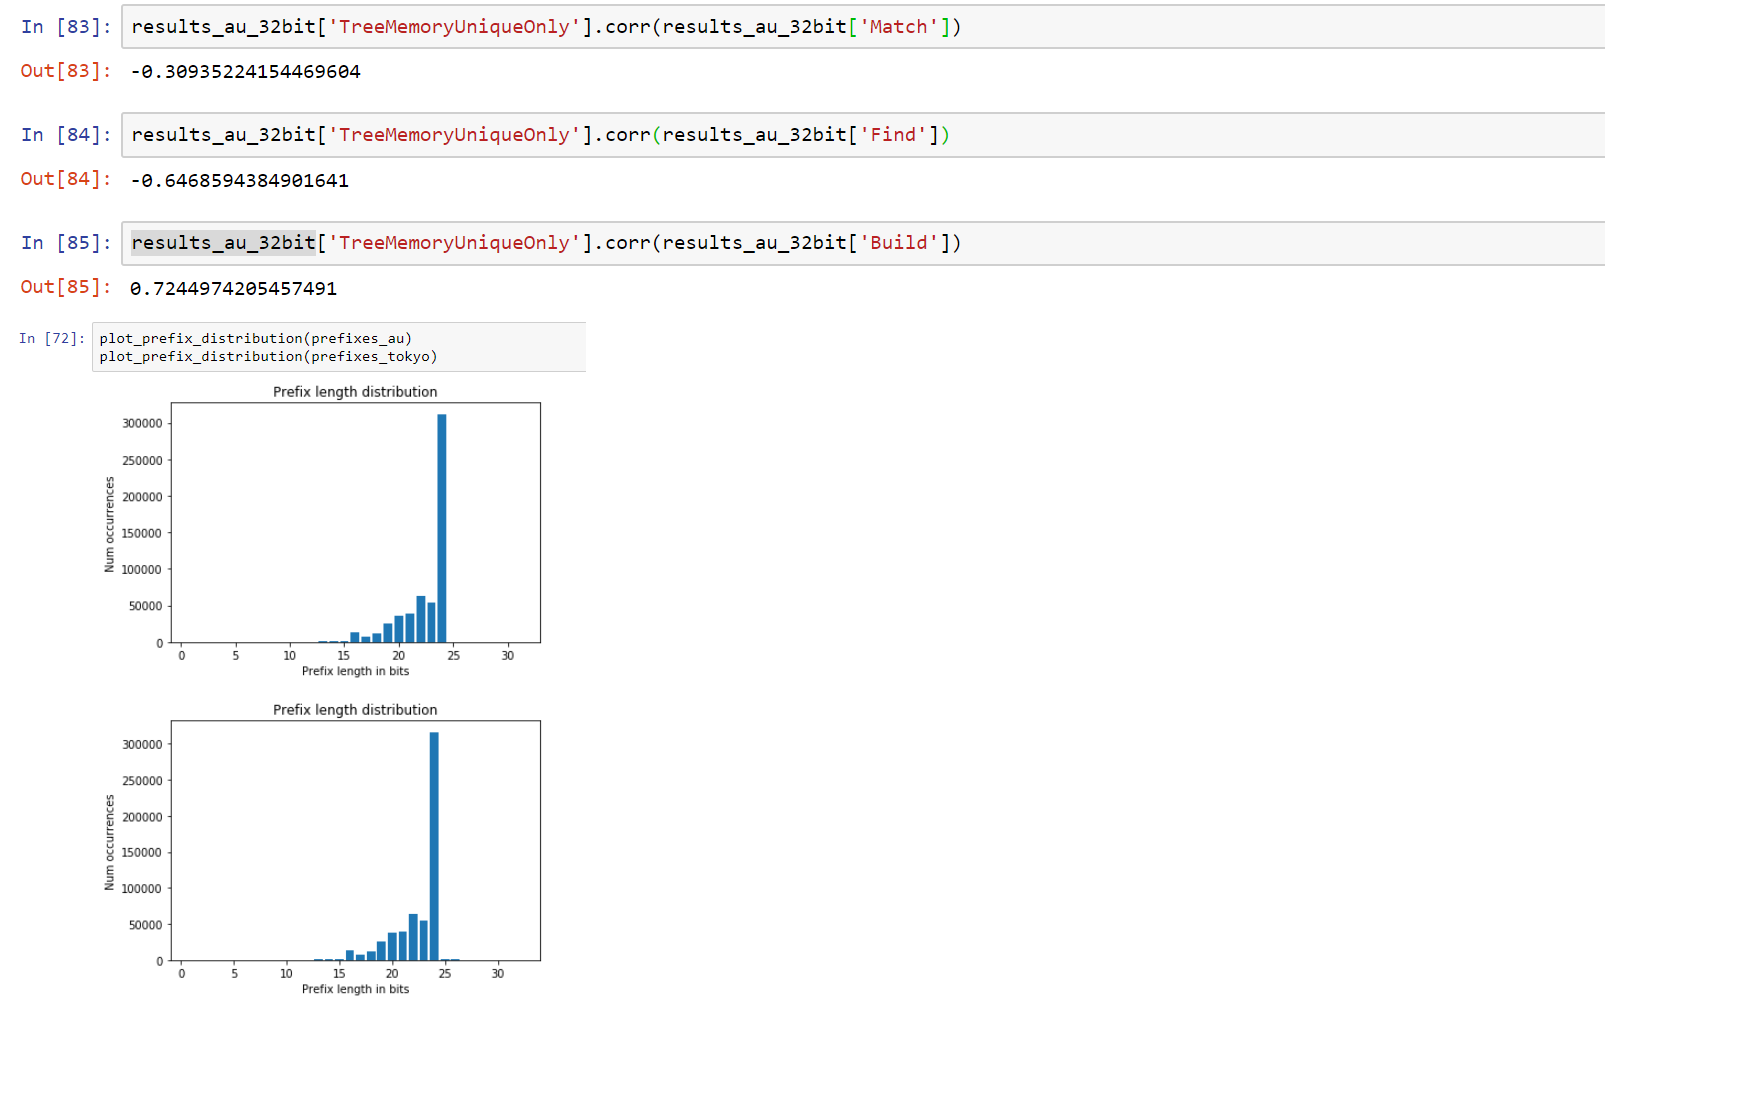 In [83]: results_au_32bit['TreeMemoryUniqueOnly'].corr(results_au_32bit['Match'])
Out[83]: -0.30935224154469604
In [84]: results_au_32bit['TreeMemoryUniqueOnly'].corr(results_au_32bit['Find'])
Out[84]: -0.6468594384901641
In [85]: results_au_32bit['TreeMemoryUniqueOnly'].corr(results_au_32bit['Build'])
Out[85]: 0.7244974205457491
In [72]: plot_prefix_distribution(prefixes_au)
plot_prefix_distribution(prefixes_tokyo)
Prefix length distribution
300000
250000
200000
150000
100000
50000
0
Num occurrences
0 5 10 15 20 25 30
Prefix length in bits
Prefix length distribution
300000
250000
200000
150000
100000
50000
0
Num occurrences
0 5 10 15 20 25 30
Prefix length in bits